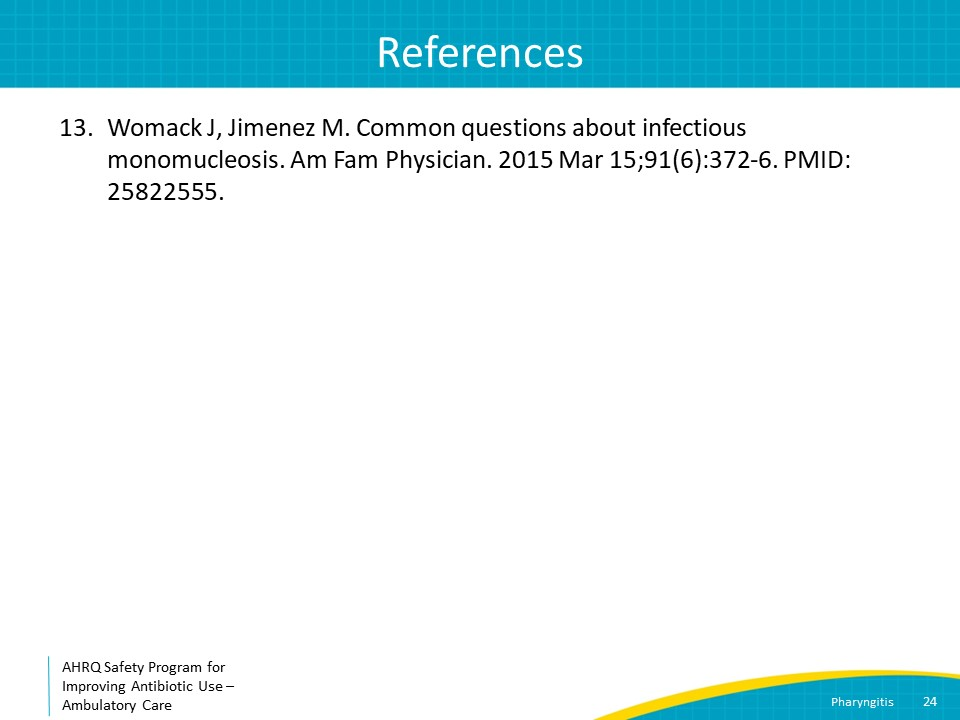 References
13. Womack J, Jimenez M. Common questions about infectious
monomucleosis. Am Fam Physician. 2015 Mar 15;91(6):372-6. PMID:
25822555.
AHRQ Safety Program for
Improving Antibiotic Use –
Ambulatory Care
Pharyngitis 24